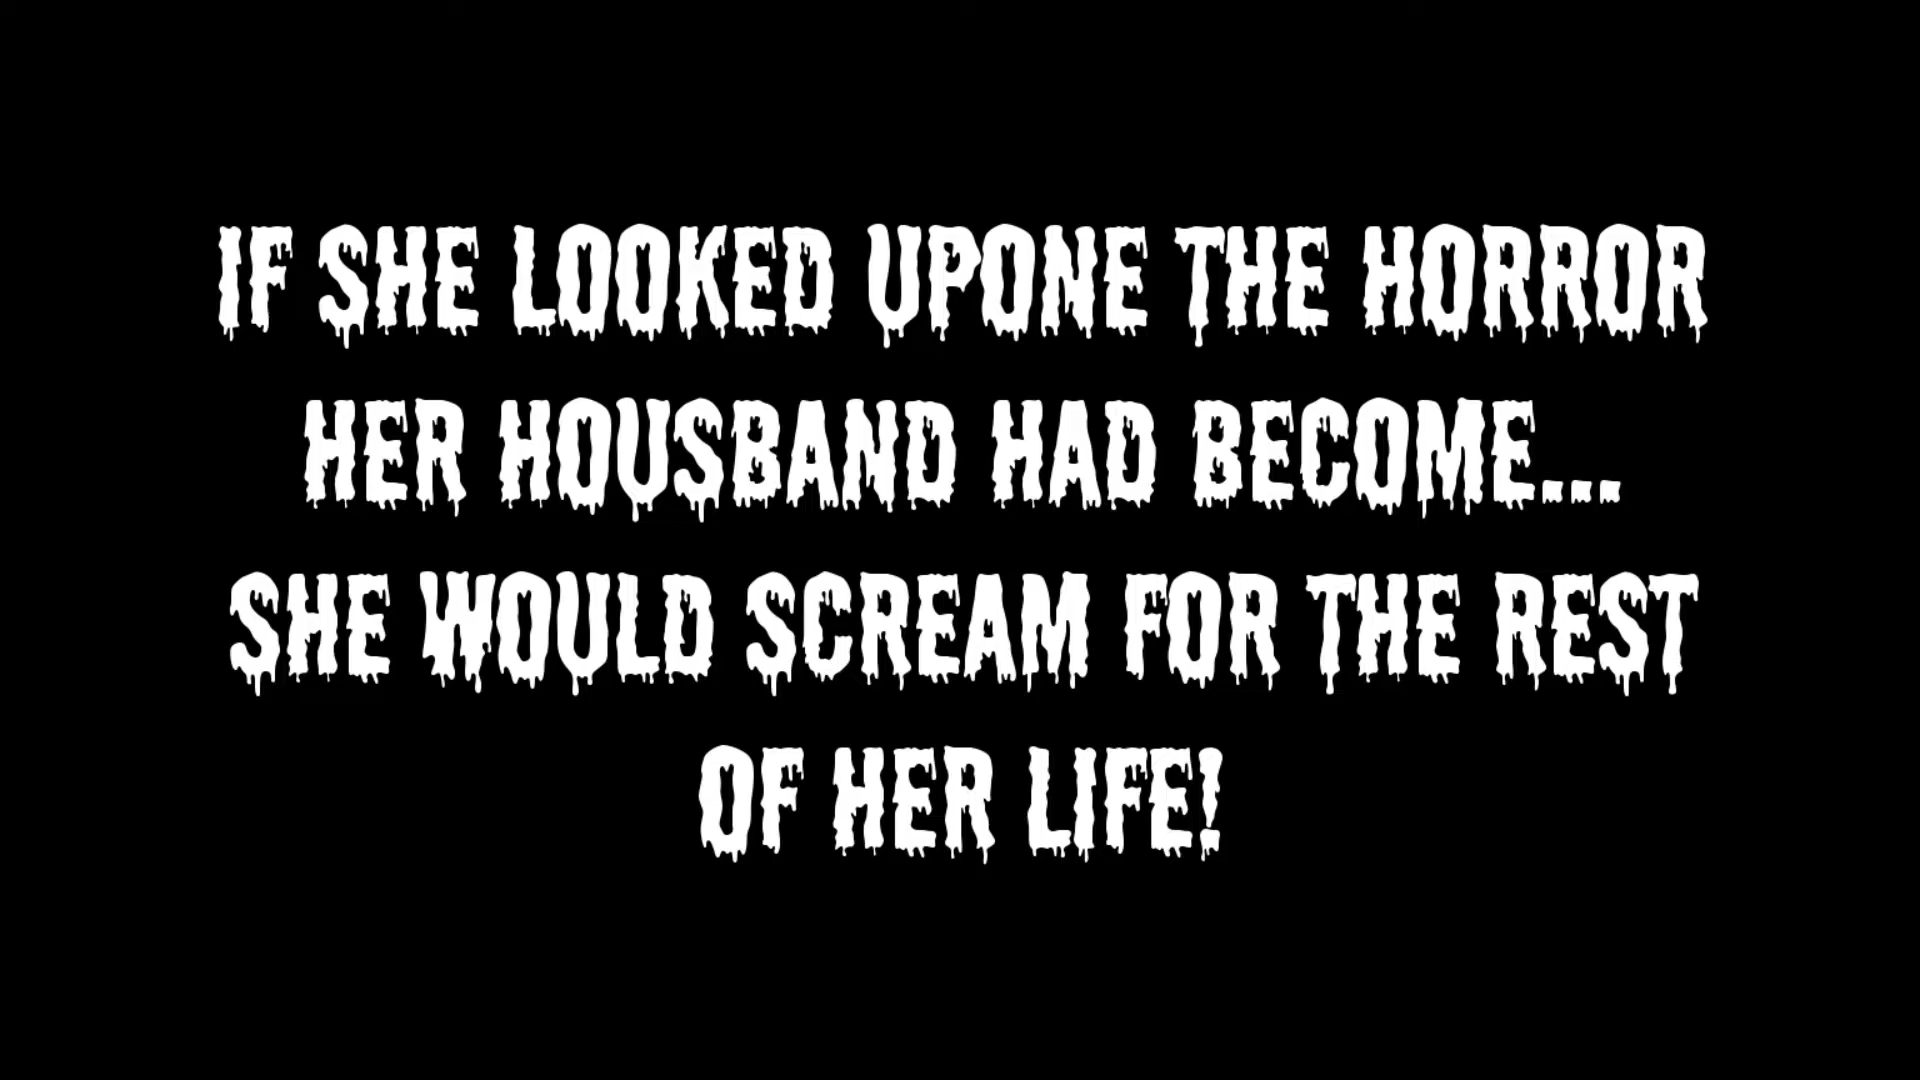 IF SHE LOOKED UPONE THE HORROR
HER HOUSBAND HAD BECOME...
SHE WOULD SCREAM FOR THE REST
OF HER LIFE!